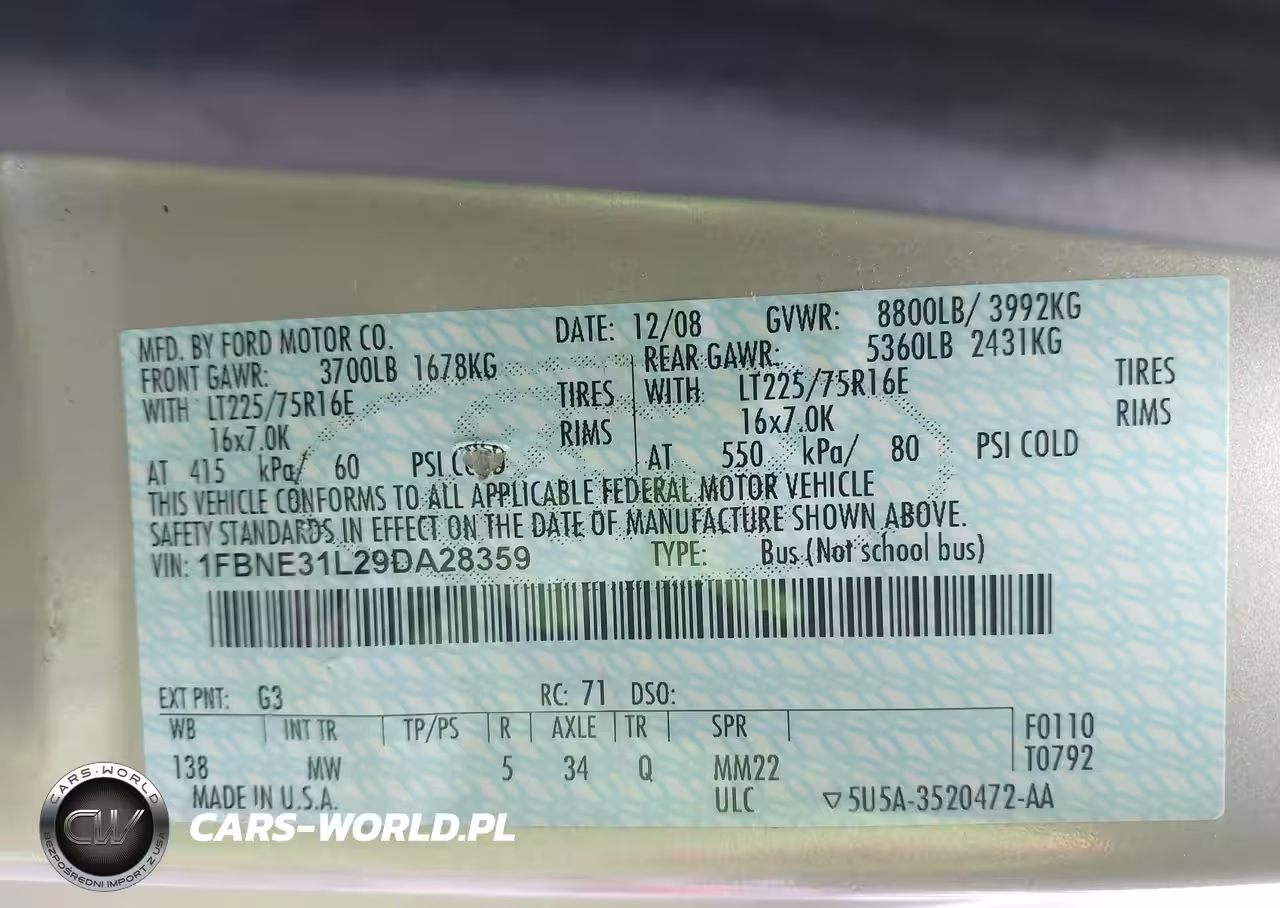 MFD. BY FORD MOTOR CO. DATE: 12/08 GVWR: 8800LB/ 3992KG
FRONT GAWR: 3700LB 1678KG REAR GAWR: 5360LB 2431KG
WITH LT225/75R16E TIRES WITH LT225/75R16E TIRES
16x7.0K RIMS 16x7.0K RIMS
AT 415 kPa/ 60 PSI COLD AT 550 kPa/ 80 PSI COLD
THIS VEHICLE CONFORMS TO ALL APPLICABLE FEDERAL MOTOR VEHICLE
SAFETY STANDARDS IN EFFECT ON THE DATE OF MANUFACTURE SHOWN ABOVE.
VIN: 1FBNE31L29DA28359 TYPE: Bus (Not school bus)
EXT PNT: G3 RC: 71 DSO:
WB INT TR TP/PS R AXLE TR SPR F0110
T0792
138 MW 5 34 Q MM22
MADE IN U.S.A. ULC ▽5U5A-3520472-AA
CARS-WORLD
CW
BEZPOŚREDNI IMPORT Z USA
CARS-WORLD.PL